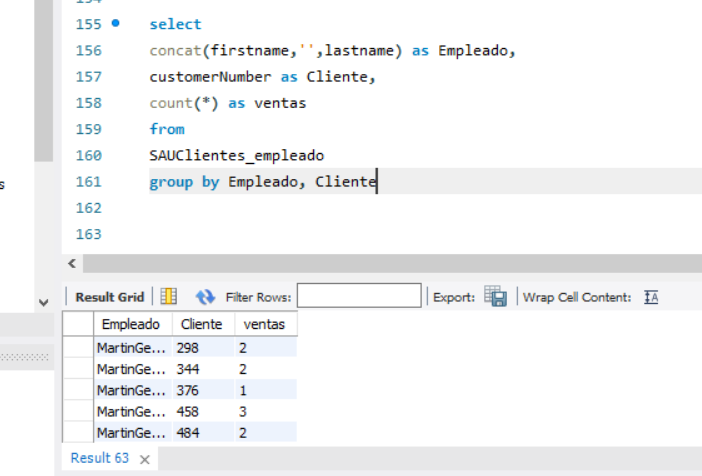 154
155 select
156 concat(firstname,'',lastname) as Empleado,
157 customerNumber as Cliente,
158 count(*) as ventas
159 from
160 SAUClientes_empleado
s
161 group by Empleado, Cliente
162
163
Result Grid Filter Rows: Export: Wrap Cell Content: IA
Empleado Cliente ventas
MartinGe... 298 2
MartinGe... 344 2
MartinGe... 376 1
MartinGe... 458 3
MartinGe... 484 2
Result 63 ×